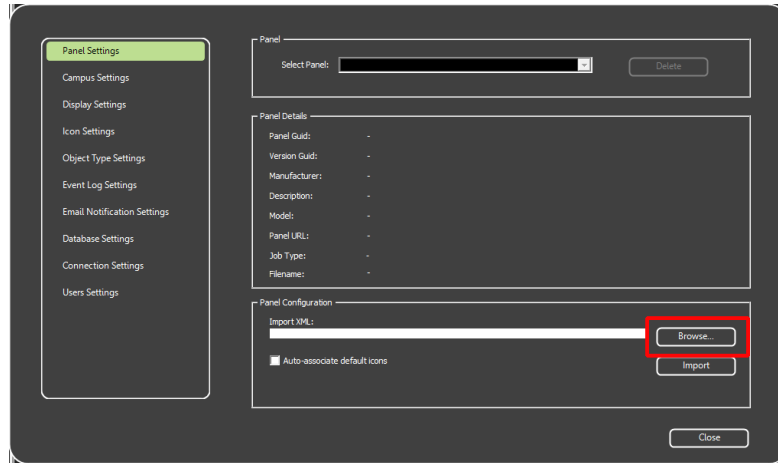 Panel Settings
Campus Settings
Display Settings
Icon Settings
Object Type Settings
Event Log Settings
Email Notification Settings
Database Settings
Connection Settings
Users Settings
Panel
Select Panel:
Delete
Panel Details
Panel Guid: -
Version Guid: -
Manufacturer: -
Description: -
Model: -
Panel URL: -
Job Type: -
Filename: -
Panel Configuration
Import XML:
Browse...
Auto-associate default icons
Import
Close